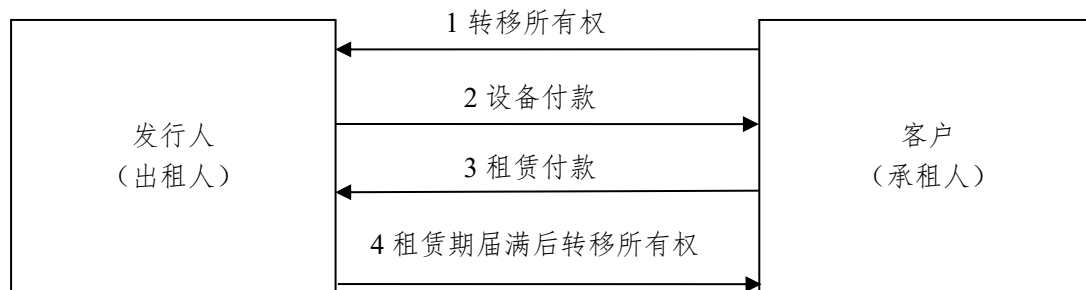 1 转移所有权
2 设备付款
发行人
（出租人）
客户
（承租人）
3 租赁付款
4 租赁期届满后转移所有权